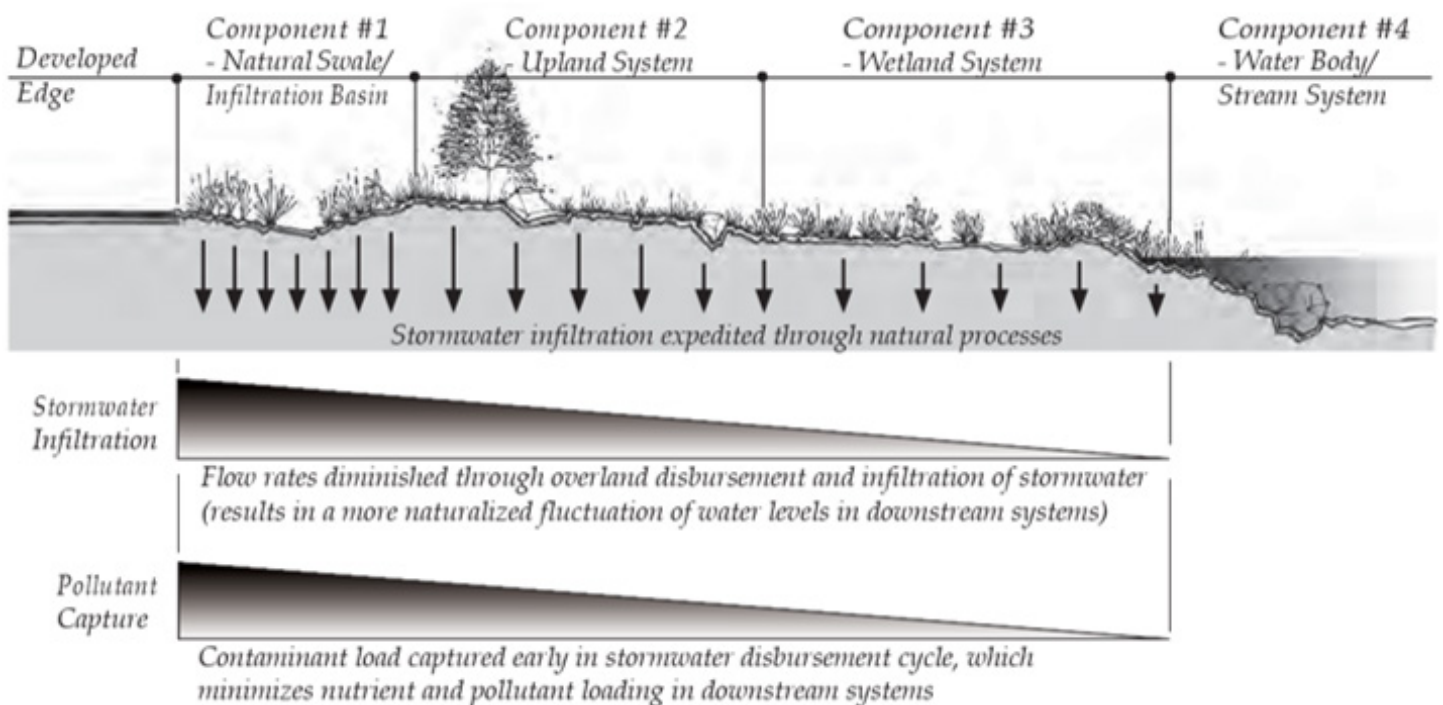 Component #1
- Natural Swale/
Infiltration Basin
Component #2
- Upland System
Component #3
- Wetland System
Component #4
- Water Body/
Stream System
Developed
Edge
Stormwater infiltration expedited through natural processes
Stormwater
Infiltration
Flow rates diminished through overland disbursement and infiltration of stormwater
(results in a more naturalized fluctuation of water levels in downstream systems)
Pollutant
Capture
Contaminant load captured early in stormwater disbursement cycle, which
minimizes nutrient and pollutant loading in downstream systems